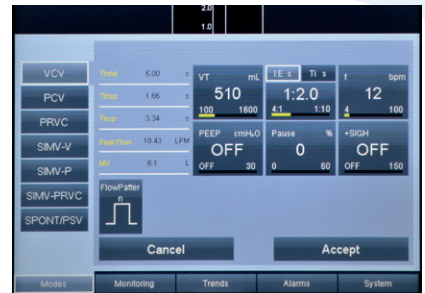 2.0
1.0
VCV
PCV
PRVC
SIMV-V
SIMV-P
SIMV-PRVC
SPONT/PSV
Ttotal 5.00 s
Tinsp 1.66 s
Texp 3.34 s
PeakFlow 18.43 LPM
MV 6.1 L
VT mL
510
100 1600
I:E s Ti s
1:2.0
4:1 1:10
f bpm
12
4 100
PEEP cmH₂O
OFF
OFF 30
Pause %
0
0 60
+SIGH
OFF
OFF 150
FlowPatter
n
Cancel
Accept
Modes
Monitoring
Trends
Alarms
System